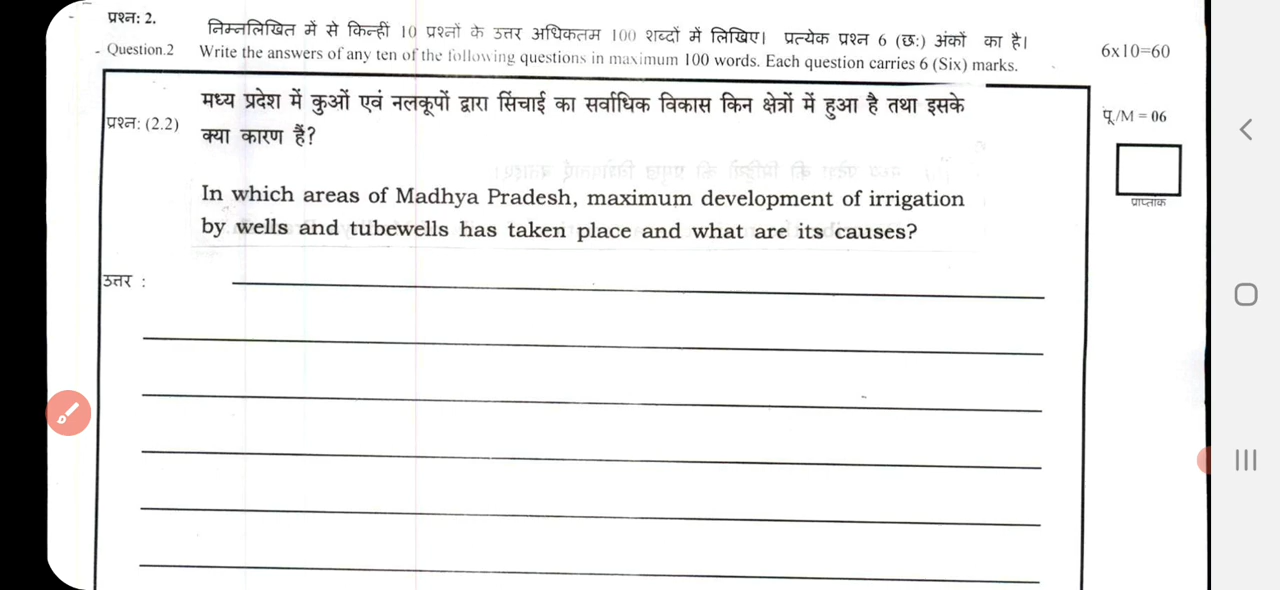 प्रश्न: 2.
निम्नलिखित में से किन्हीं 10 प्रश्नों के उत्तर अधिकतम 100 शब्दों में लिखिए। प्रत्येक प्रश्न 6 (छ:) अंकों का है।
- Question.2 Write the answers of any ten of the following questions in maximum 100 words. Each question carries 6 (Six) marks. 6x10=60
प्रश्न: (2.2) मध्य प्रदेश में कुओं एवं नलकूपों द्वारा सिंचाई का सर्वाधिक विकास किन क्षेत्रों में हुआ है तथा इसके
क्या कारण हैं?
पू./M = 06
In which areas of Madhya Pradesh, maximum development of irrigation
by wells and tubewells has taken place and what are its causes?
प्राप्तांक
उत्तर :